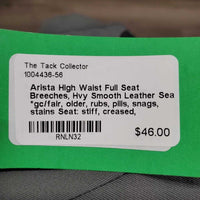 The Tack Collector
1004436-56
Arista High Waist Full Seat
Breeches, Hvy Smooth Leather Sea
*gc/fair, older, rubs, pills, snags,
stains Seat: stiff, creased,
$46.00
RNLN32